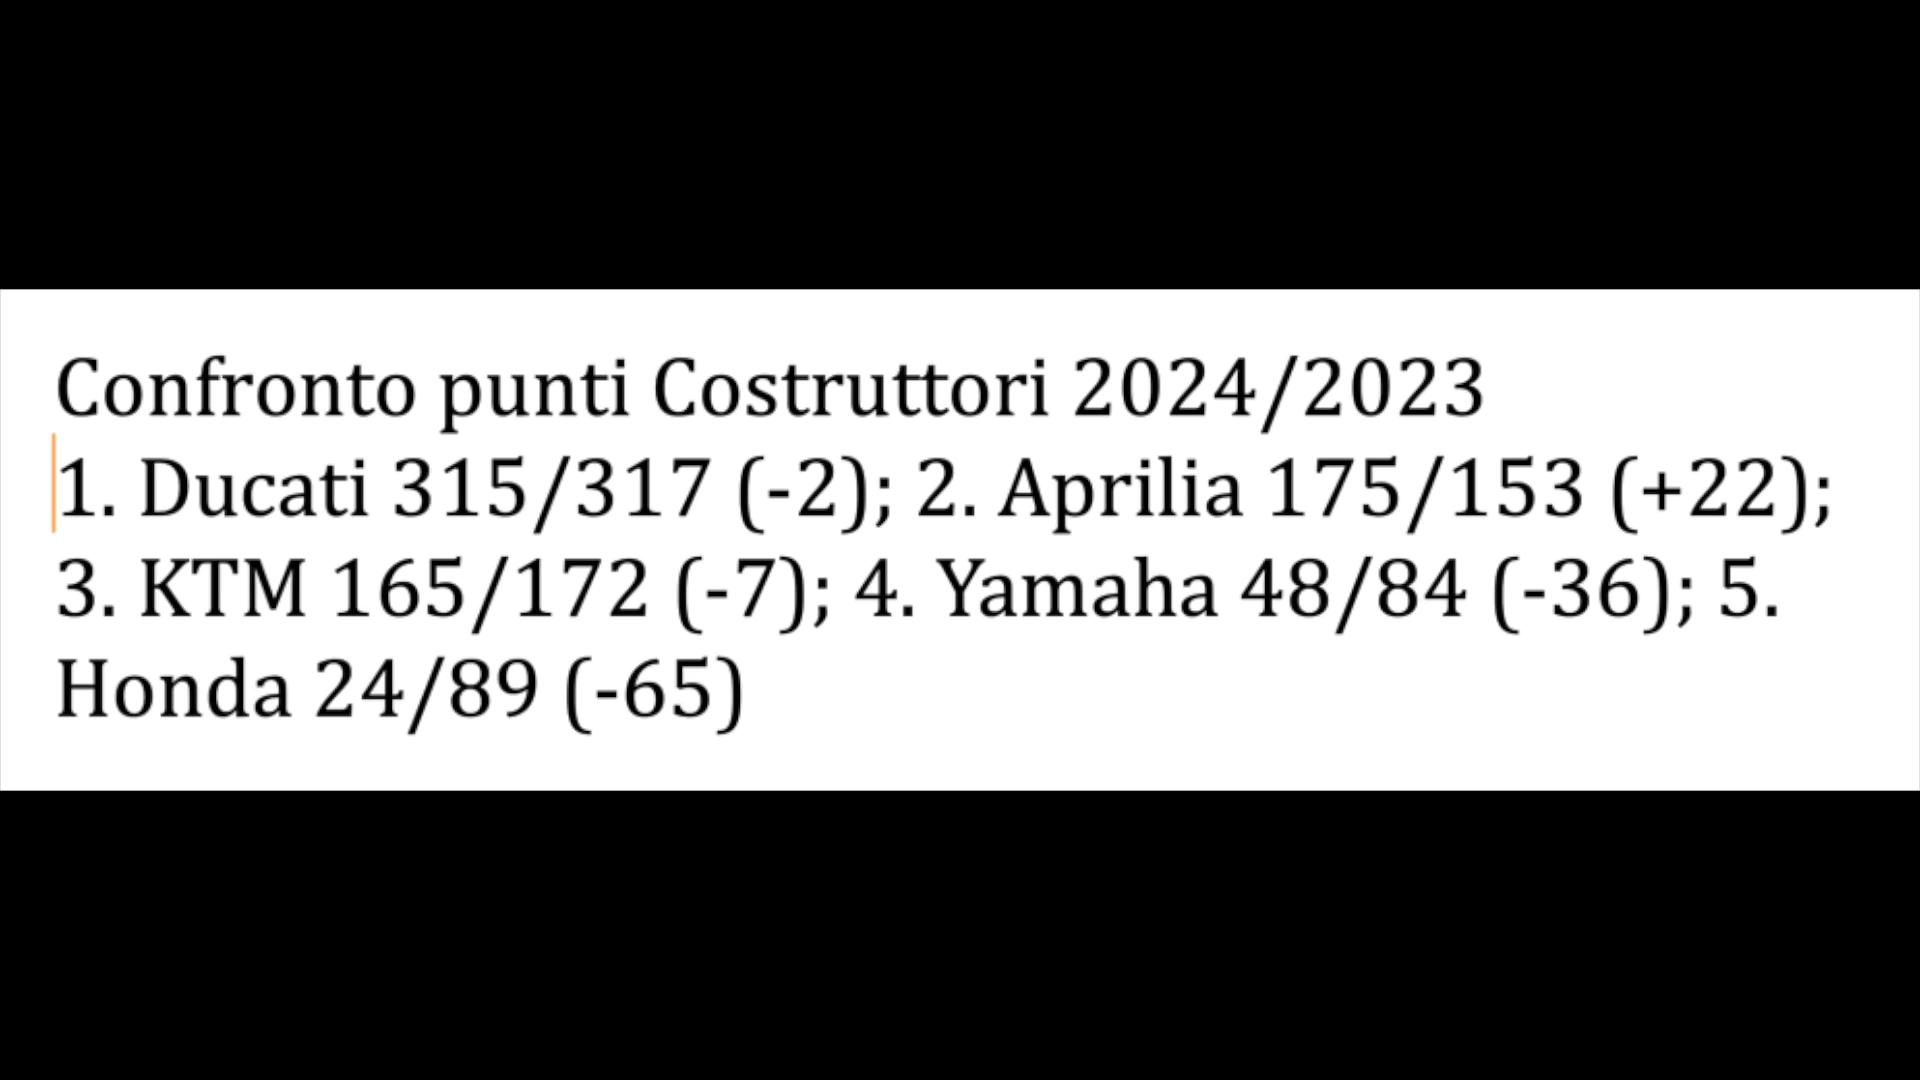 Confronto punti Costruttori 2024/2023
1. Ducati 315/317 (-2); 2. Aprilia 175/153 (+22);
3. KTM 165/172 (-7); 4. Yamaha 48/84 (-36); 5.
Honda 24/89 (-65)